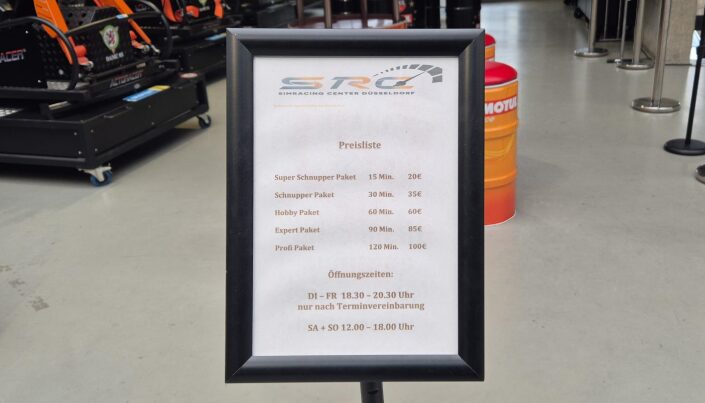 SRC
SIMRACING CENTER DÜSSELDORF
Preisliste
Super Schnupper Paket 15 Min. 20€
Schnupper Paket 30 Min. 35€
Hobby Paket 60 Min. 60€
Expert Paket 90 Min. 85€
Profi Paket 120 Min. 100€
Öffnungszeiten:
DI – FR 18.30 – 20.30 Uhr
nur nach Terminvereinbarung
SA + SO 12.00 – 18.00 Uhr
MOTUL